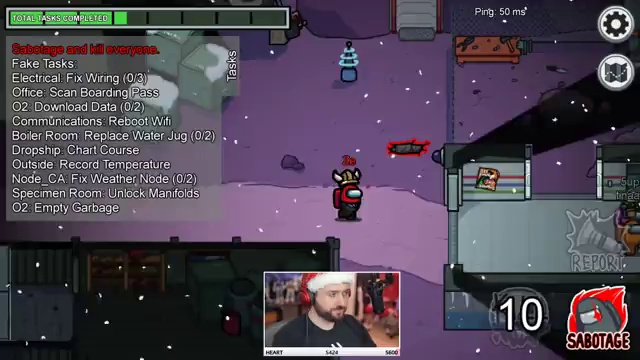 TOTAL TASKS COMPLETED
Ping: 50 ms
Sabotage and kill everyone.
Fake Tasks:
Electrical: Fix Wiring (0/3)
Office: Scan Boarding Pass
O2: Download Data (0/2)
Communications: Reboot Wifi
Boiler Room: Replace Water Jug (0/2)
Dropship: Chart Course
Outside: Record Temperature
Node_CA: Fix Weather Node (0/2)
Specimen Room: Unlock Manifolds
O2: Empty Garbage
Tasks
REPORT
10
SABOTAGE
HEART 5424 5600